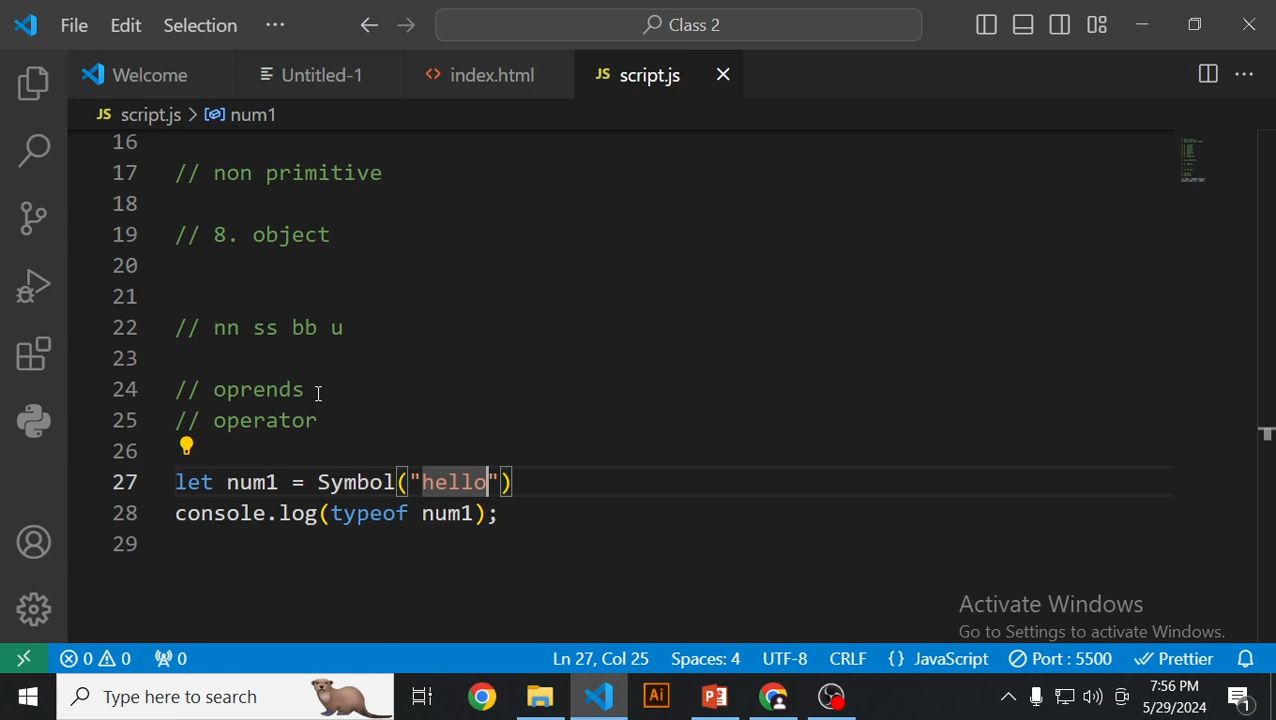 File Edit Selection ··· Class 2
Welcome Untitled-1 <> index.html JS script.js
JS script.js > num1
16
17 // non primitive
18
19 // 8. object
20
21
22 // nn ss bb u
23
24 // oprends
25 // operator
26
27 let num1 = Symbol("hello")
28 console.log(typeof num1);
29
Activate Windows
Go to Settings to activate Windows.
0 0 0 Ln 27, Col 25 Spaces: 4 UTF-8 CRLF {} JavaScript Port : 5500 Prettier
Type here to search Ai P 7:56 PM
5/29/2024 1